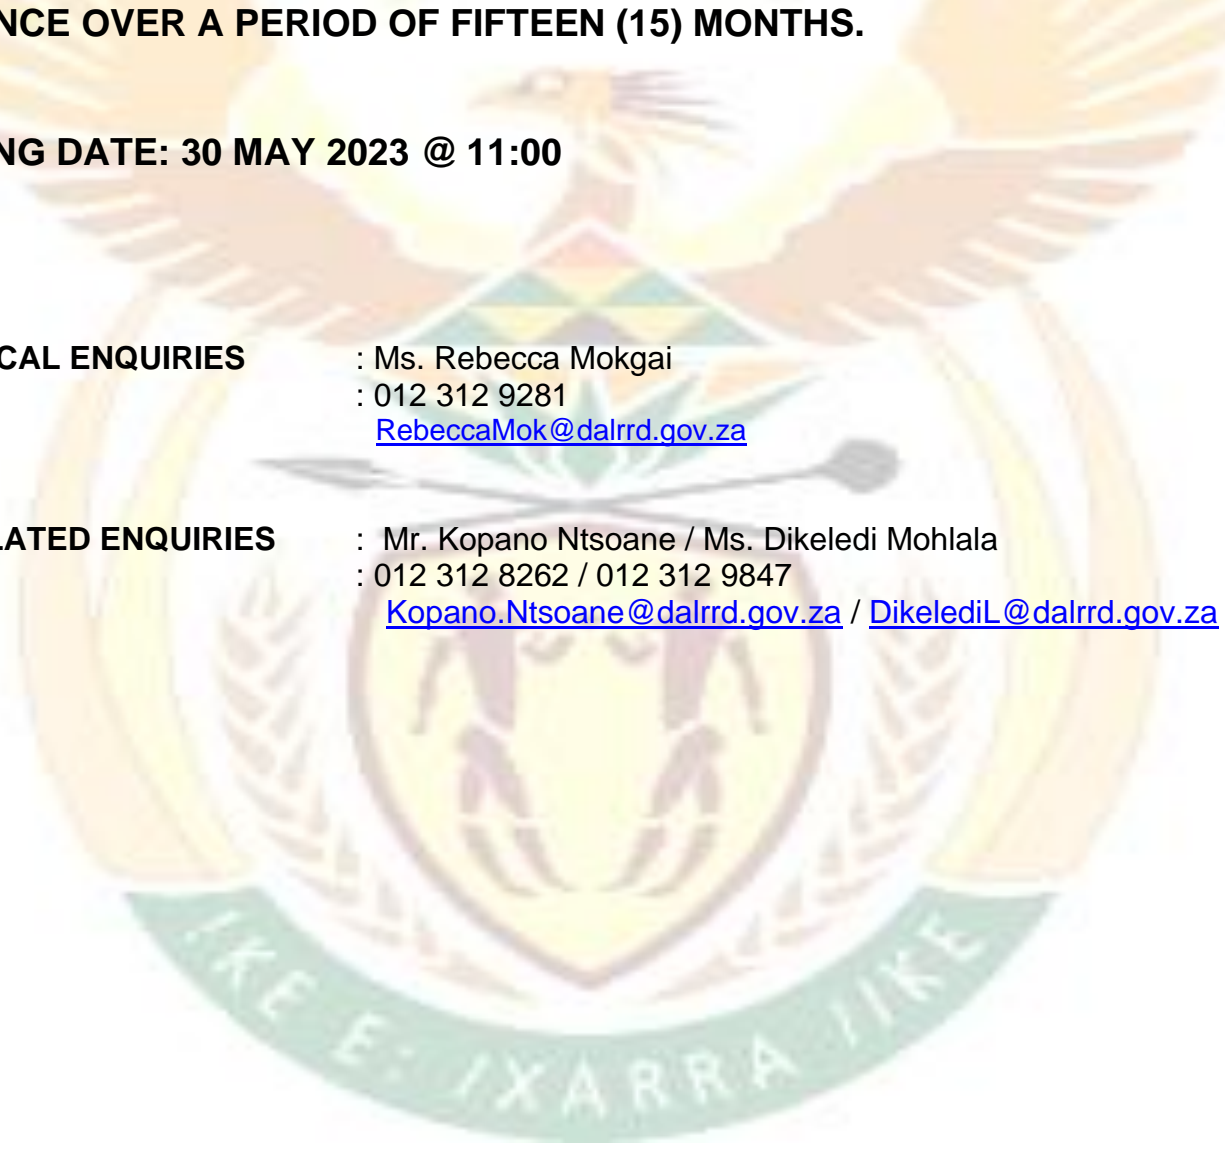 NCE OVER A PERIOD OF FIFTEEN (15) MONTHS.
NG DATE: 30 MAY 2023 @ 11:00
CAL ENQUIRIES : Ms. Rebecca Mokgai
: 012 312 9281
RebeccaMok@dalrrd.gov.za
LATED ENQUIRIES : Mr. Kopano Ntsoane / Ms. Dikeledi Mohlala
: 012 312 8262 / 012 312 9847
Kopano.Ntsoane@dalrrd.gov.za / DikelediL@dalrrd.gov.za
!KE E: /XARRA //KE